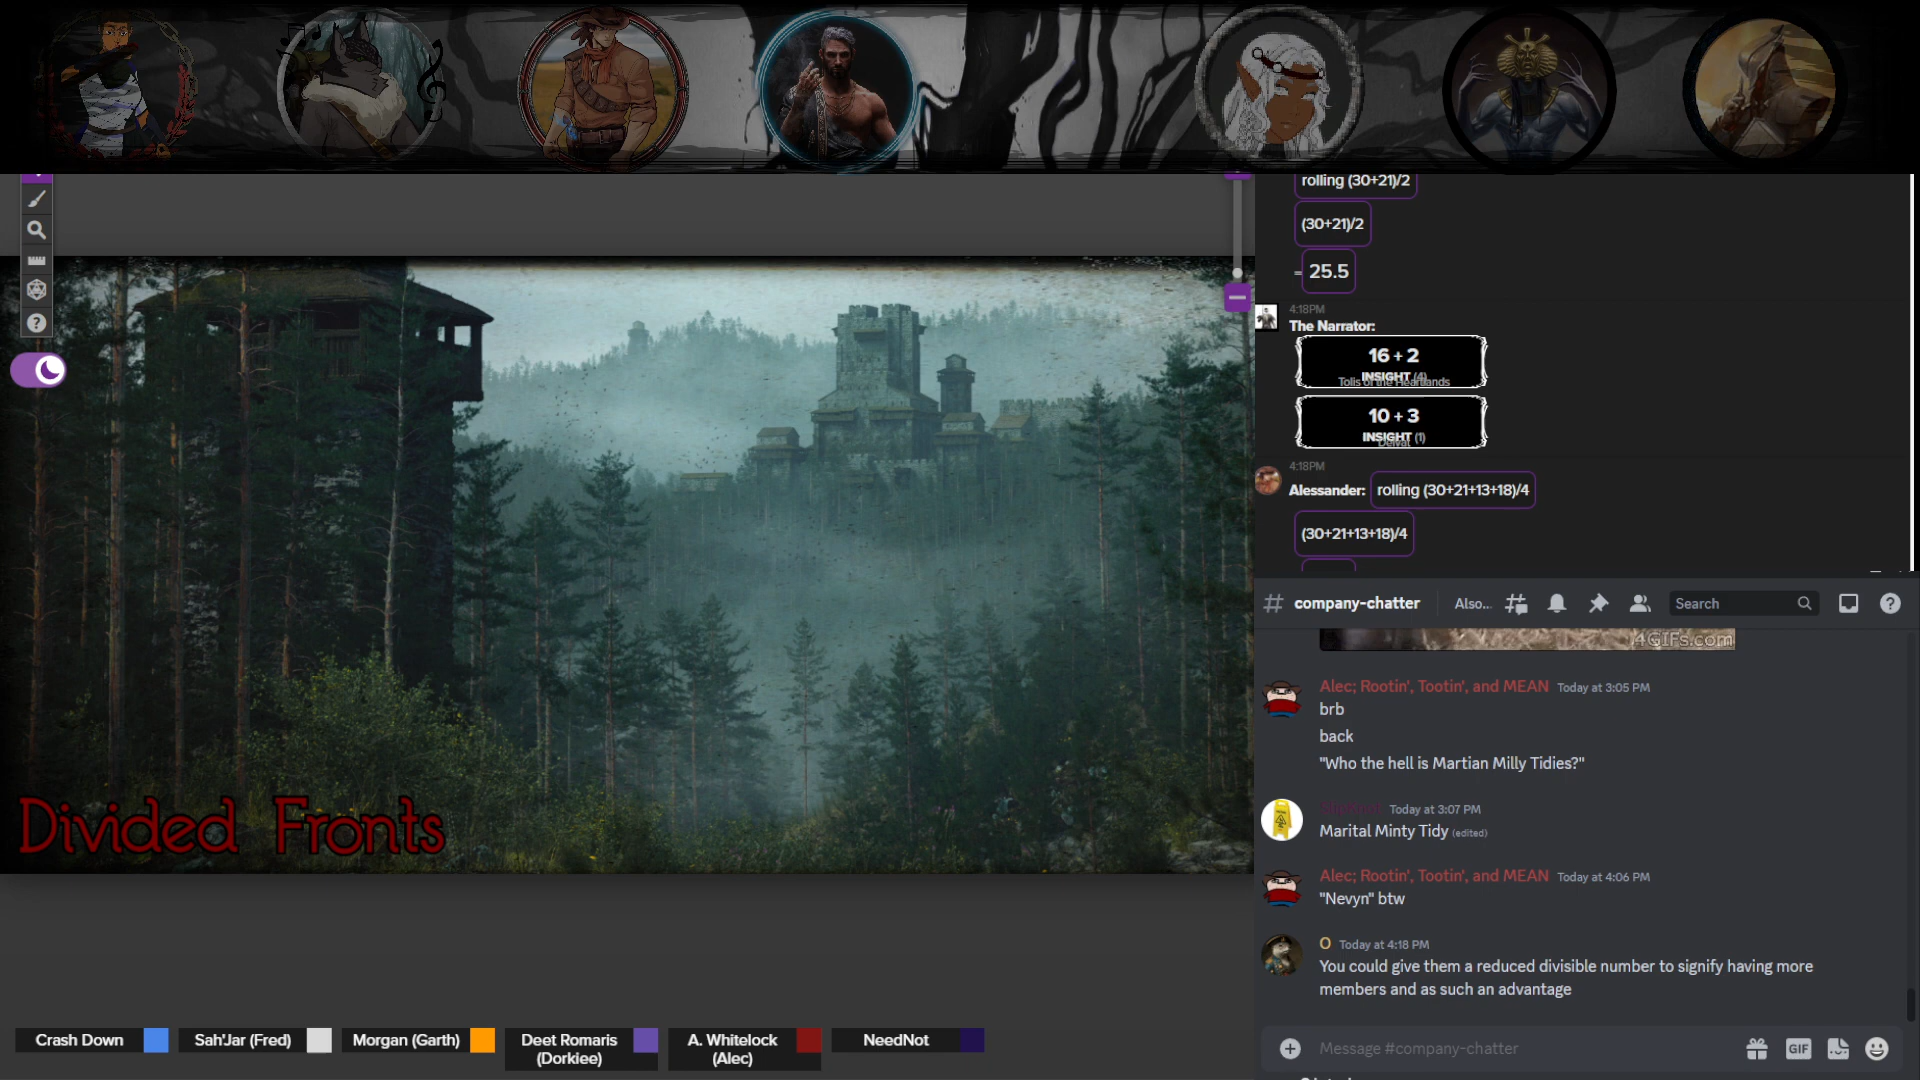 rolling (30+21)/2
(30+21)/2
= 25.5
4:18PM
The Narrator:
16 + 2
INSIGHT (4)
Tolis of the Heartlands
10 + 3
INSIGHT (1)
4:18PM
Alessander: rolling (30+21+13+18)/4
(30+21+13+18)/4
# company-chatter Also... Search
4GIFs.com
Alec; Rootin', Tootin', and MEAN Today at 3:05 PM
brb
back
"Who the hell is Martian Milly Tidies?"
Today at 3:07 PM
Marital Minty Tidy (edited)
Alec; Rootin', Tootin', and MEAN Today at 4:06 PM
"Nevyn" btw
O Today at 4:18 PM
You could give them a reduced divisible number to signify having more
members and as such an advantage
Message #company-chatter
GIF
Divided Fronts
Crash Down
Sah'Jar (Fred)
Morgan (Garth)
Deet Romaris
(Dorkiee)
A. Whitelock
(Alec)
NeedNot